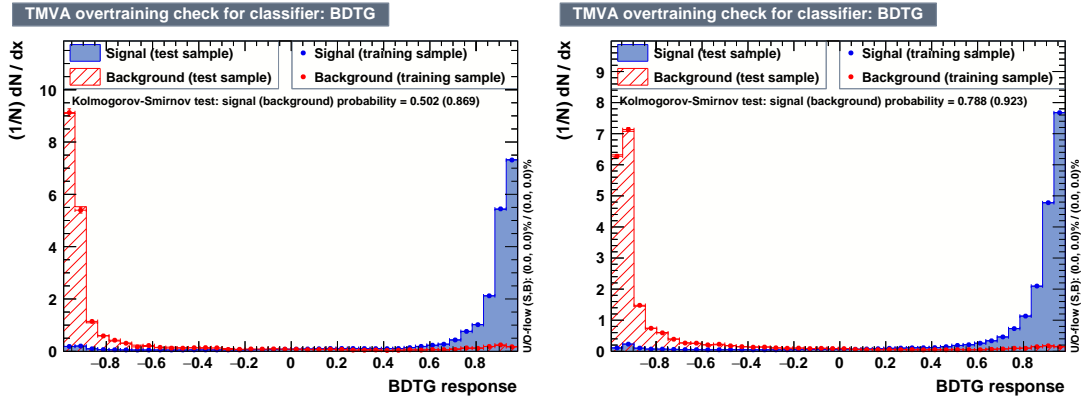 TMVA overtraining check for classifier: BDTG
Signal (test sample)
Background (test sample)
Signal (training sample)
Background (training sample)
Kolmogorov-Smirnov test: signal (background) probability = 0.502 (0.869)
(1/N) dN / dx
10
8
6
4
2
0
−0.8 −0.6 −0.4 −0.2 0 0.2 0.4 0.6 0.8
BDTG response
U/O-flow (S,B): (0.0, 0.0)% / (0.0, 0.0)%
TMVA overtraining check for classifier: BDTG
Signal (test sample)
Background (test sample)
Signal (training sample)
Background (training sample)
Kolmogorov-Smirnov test: signal (background) probability = 0.788 (0.923)
(1/N) dN / dx
9
8
7
6
5
4
3
2
1
0
−0.8 −0.6 −0.4 −0.2 0 0.2 0.4 0.6 0.8
BDTG response
U/O-flow (S,B): (0.0, 0.0)% / (0.0, 0.0)%